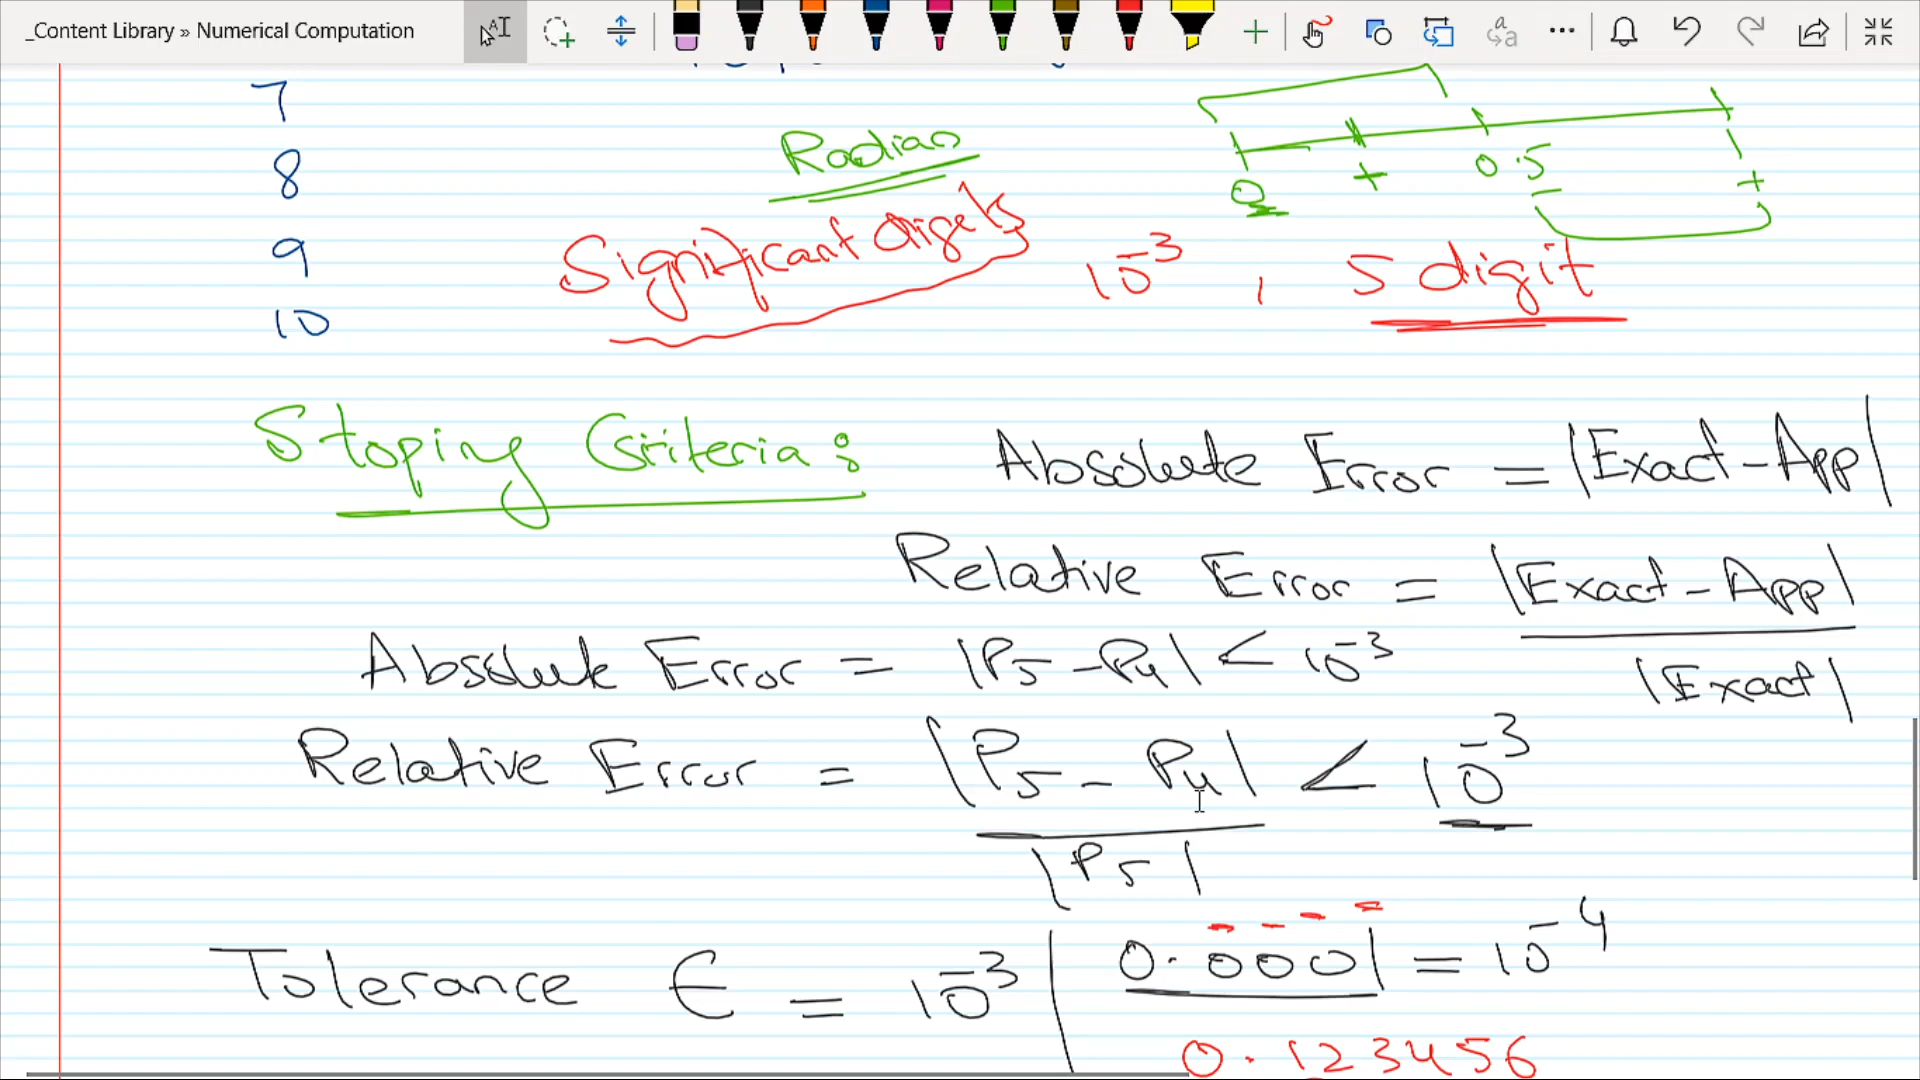 _Content Library » Numerical Computation
7
8
9
10
Radian
0 + 0.5 +
Significant digets
10^-3 , 5 digit
Stoping Criteria:
Absolute Error = |Exact - App|
Relative Error = |Exact - App| / |Exact|
Absolute Error = |P5 - P4| < 10^-3
Relative Error = |P5 - P4| / |P5| < 10^-3
Tolerance ϵ = 10^-3 | 0.0001 = 10^-4
0.123456